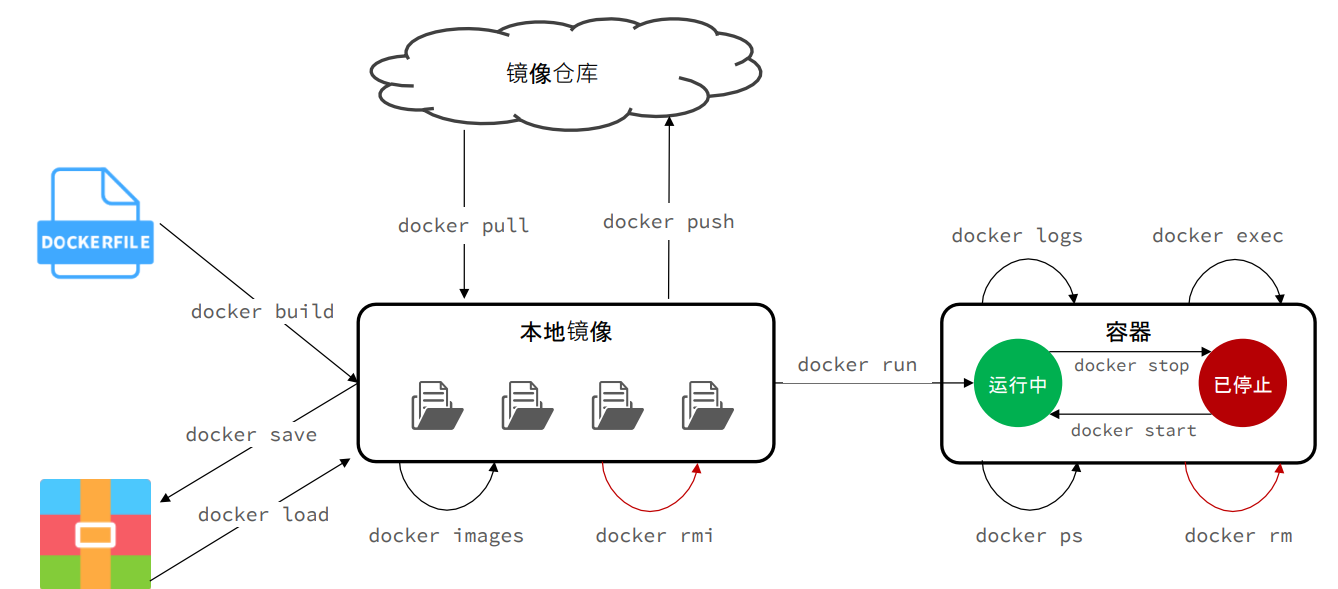 镜像仓库
docker pull
docker push
DOCKERFILE
docker build
docker save
docker load
本地镜像
docker images
docker rmi
docker run
docker logs
docker exec
容器
运行中
docker stop
已停止
docker start
docker ps
docker rm